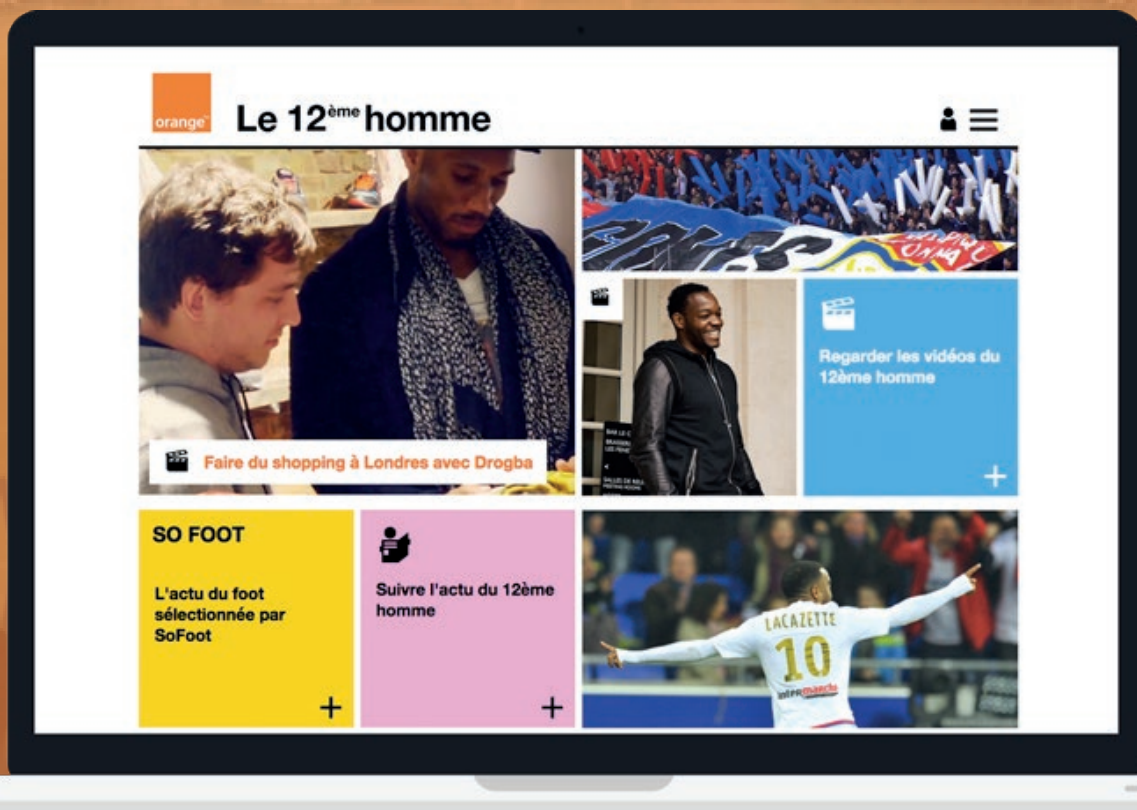 orange™
Le 12ème homme
Faire du shopping à Londres avec Drogba
Regarder les vidéos du
12ème homme
SO FOOT
L'actu du foot
sélectionnée par
SoFoot
Suivre l'actu du 12ème
homme
LACAZETTE
10
intermarché